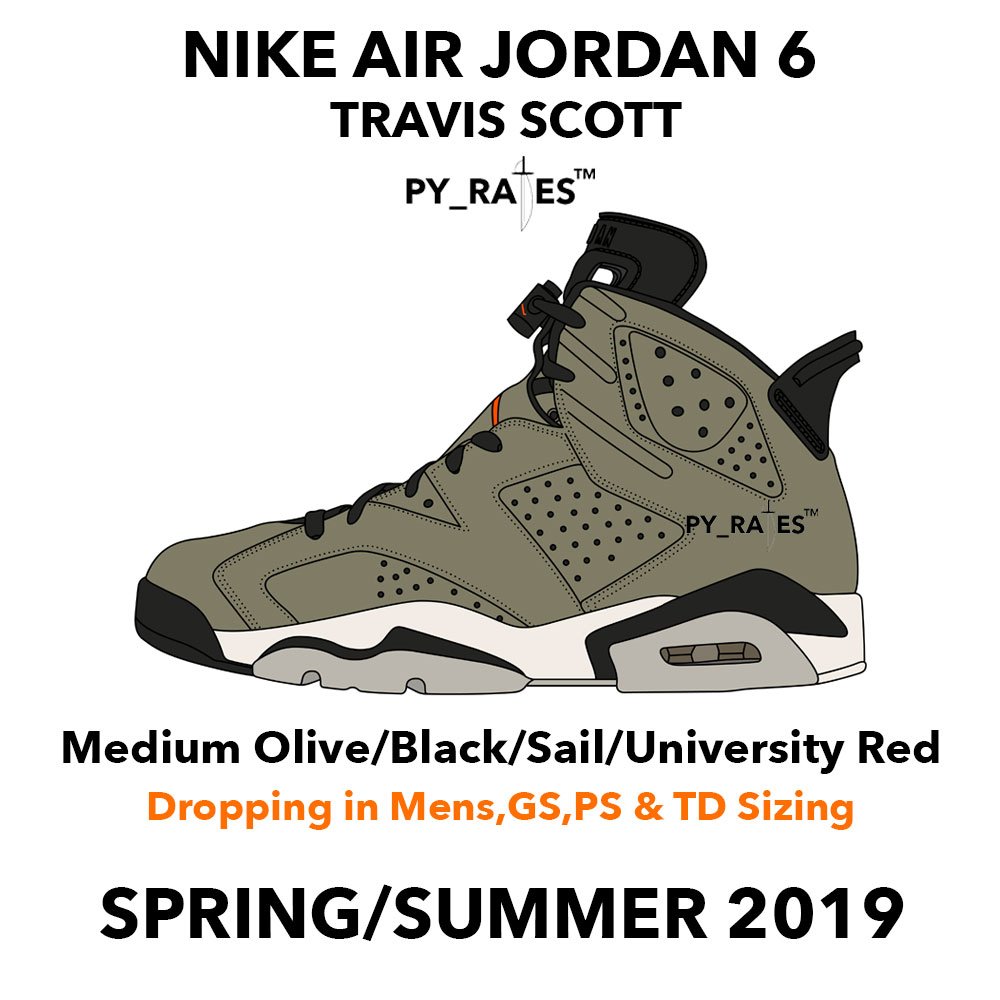 NIKE AIR JORDAN 6
TRAVIS SCOTT
PY_RATES™
PY_RATES™
Medium Olive/Black/Sail/University Red
Dropping in Mens,GS,PS & TD Sizing
SPRING/SUMMER 2019